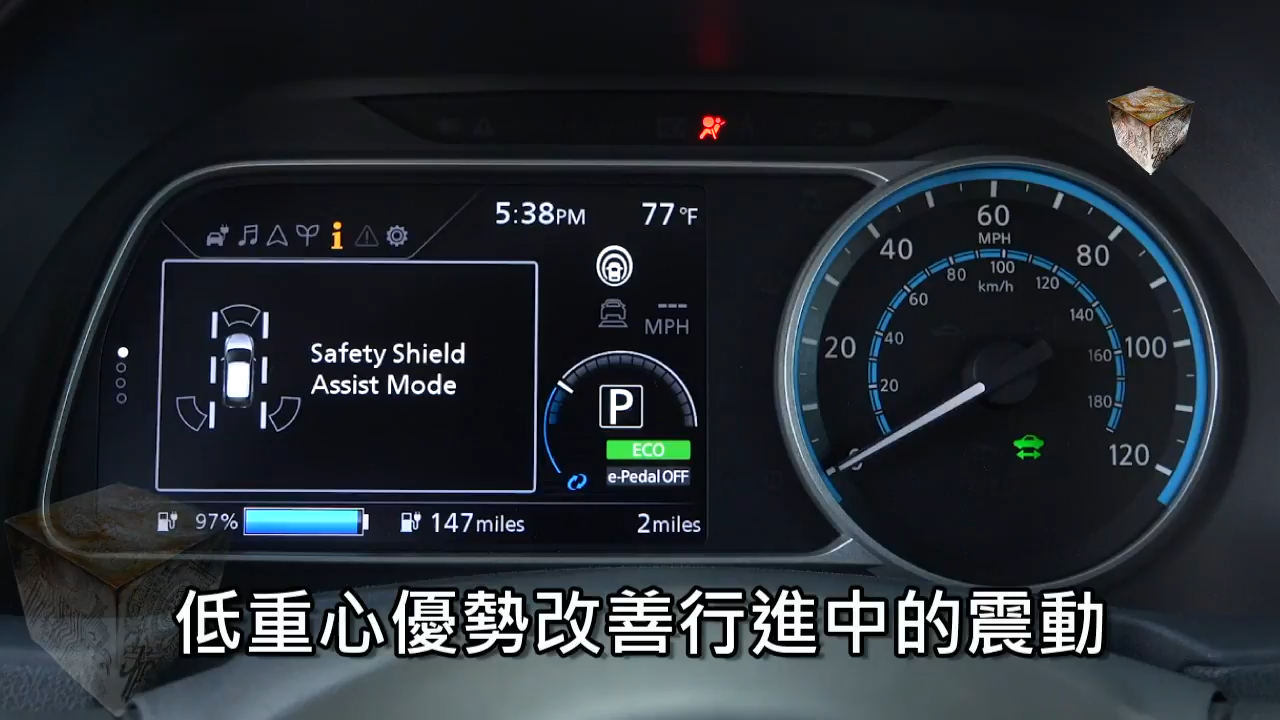 5:38PM 77°F
i
Safety Shield
Assist Mode
--- MPH
P
ECO
e-Pedal OFF
97% 147miles 2miles
0 20 40 60 80 100 120
MPH
20 40 60 80 100 120 140 160 180
km/h
低重心優勢改善行進中的震動